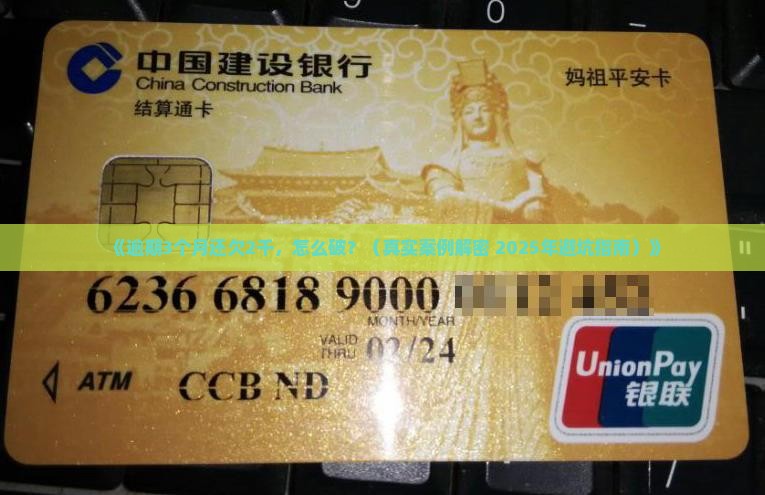 0
中国建设银行
China Construction Bank
结算通卡
妈祖平安卡
《逾期3个月还欠2千，怎么破？（真实案例解密 2025年避坑指南）》
6236 6818 9000
MONTH/YEAR
VALID
THRU
02/24
ATM
CCB ND
UnionPay
银联